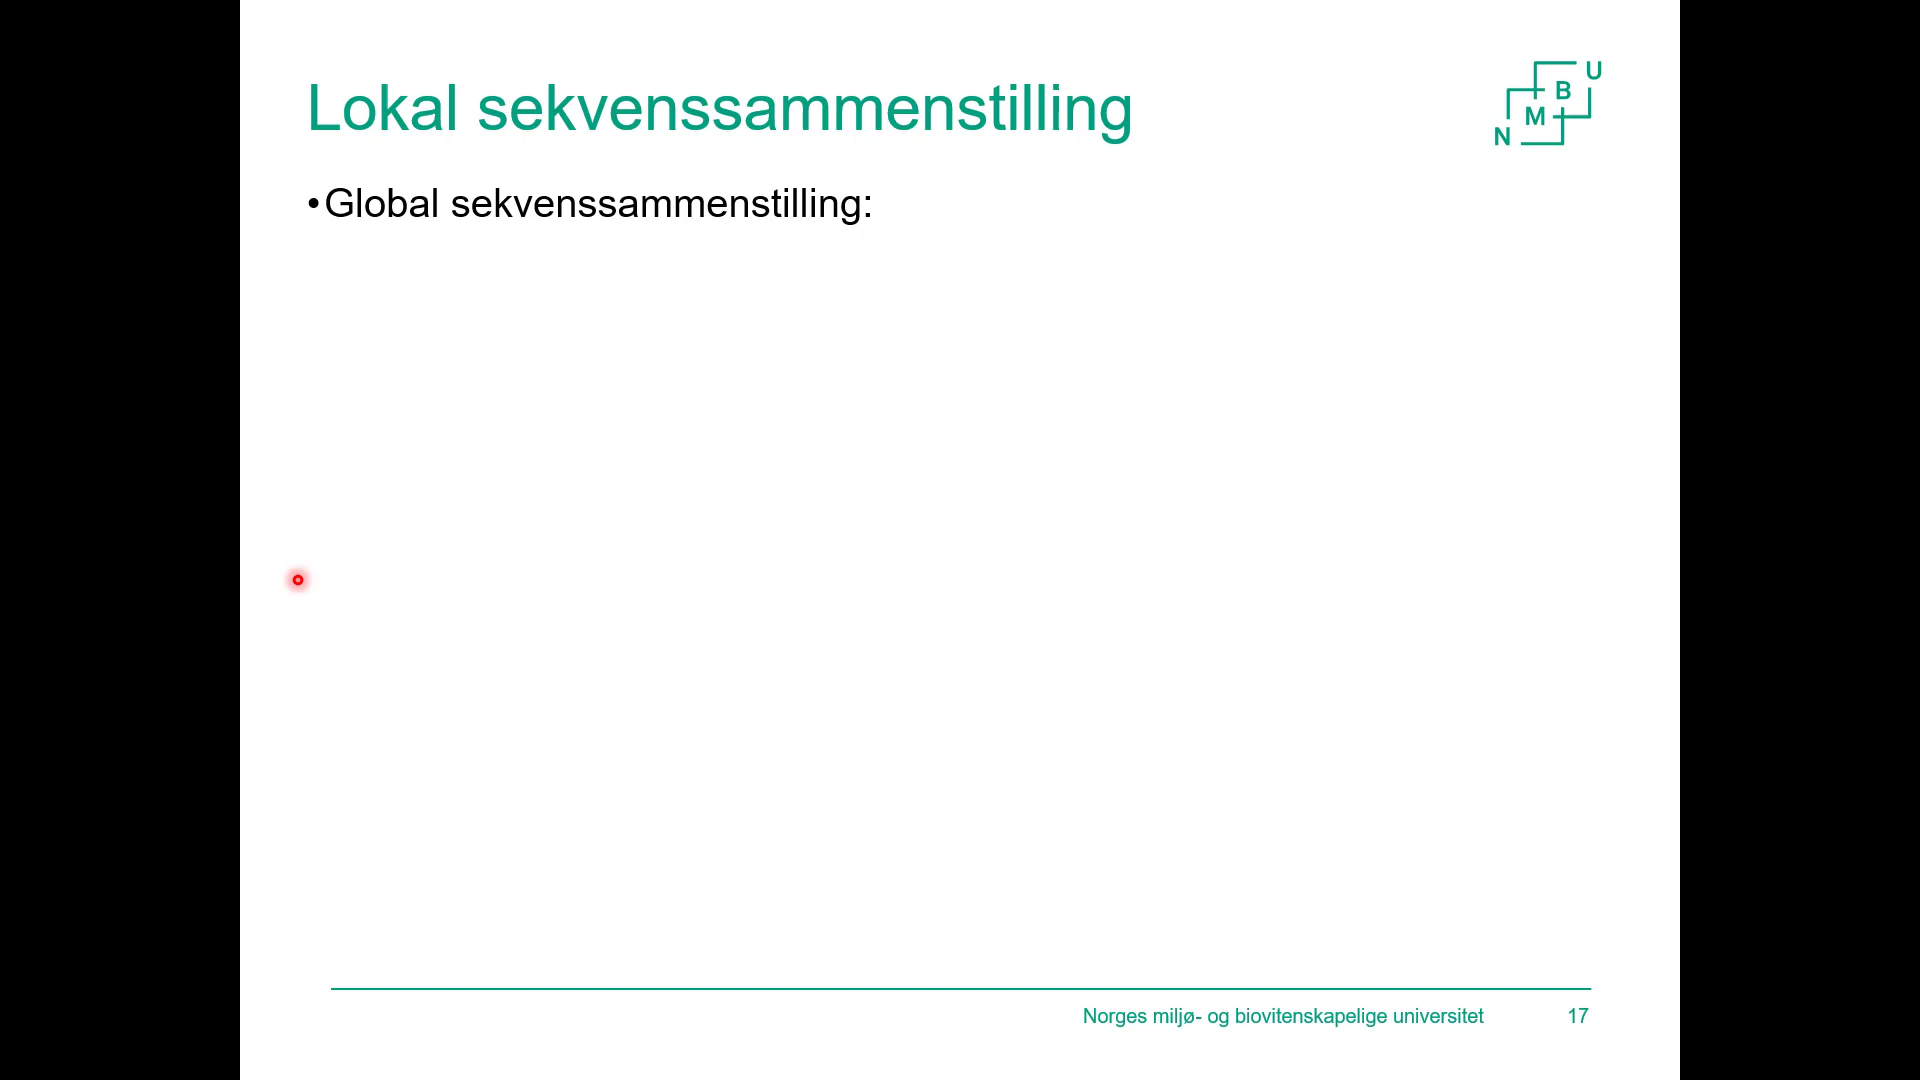 Lokal sekvenssammenstilling
N M B U
•Global sekvenssammenstilling:
Norges miljø- og biovitenskapelige universitet 17